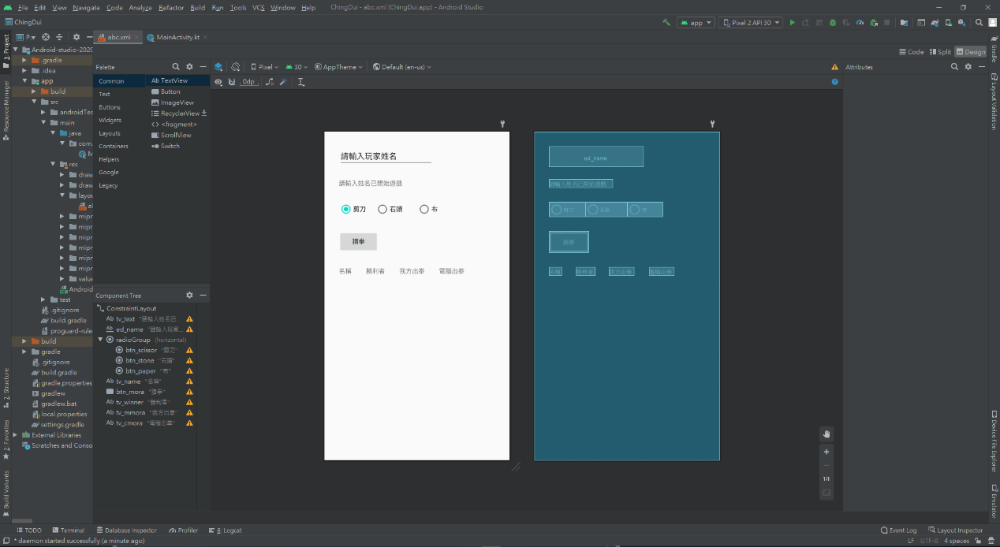 File Edit View Navigate Code Analyze Refactor Build Run Tools VCS Window Help ChingDui - abc.xml [ChingDui.app] - Android Studio
ChingDui
app Pixel 2 API 30
P.. abc.xml MainActivity.kt
Code Split Design
1: Project
Resource Manager
7: Structure
2: Favorites
Build Variants
Android-studio-2020
.gradle
.idea
app
build
src
androidTes
main
java
com.
M
res
draw
draw
layou
al
mipr
mipr
mipr
mipr
mipr
mipr
value
Android
test
.gitignore
build.gradle
proguard-rule
build
gradle
.gitignore
build.gradle
gradle.properties
gradlew
gradlew.bat
local.properties
settings.gradle
External Libraries
Scratches and Conso
Palette
Common
Text
Buttons
Widgets
Layouts
Containers
Helpers
Google
Legacy
Ab TextView
Button
ImageView
RecyclerView
<fragment>
ScrollView
Switch
Component Tree
ConstraintLayout
Ab tv_text "請輸入姓名已...
Ab ed_name "請輸入玩家...
radioGroup (horizontal)
btn_scissor "剪刀"
btn_stone "石頭"
btn_paper "布"
Ab tv_name "名稱"
btn_mora "猜拳"
Ab tv_winner "勝利者"
Ab tv_mmora "我方出拳"
Ab tv_cmora "電腦出拳"
Pixel 30 AppTheme Default (en-us)
0dp
請輸入玩家姓名
請輸入姓名已開始遊戲
剪刀 石頭 布
猜拳
名稱 勝利者 我方出拳 電腦出拳
ed_name
請輸入姓名已開始遊戲
剪刀 石頭 布
猜拳
名稱 勝利者 我方出拳 電腦出拳
1:1
Attributes
Gradle
Layout Validation
Device File Explorer
Emulator
TODO Terminal Database Inspector Profiler 6: Logcat Event Log Layout Inspector
* daemon started successfully (a minute ago) LF UTF-8 4 spaces